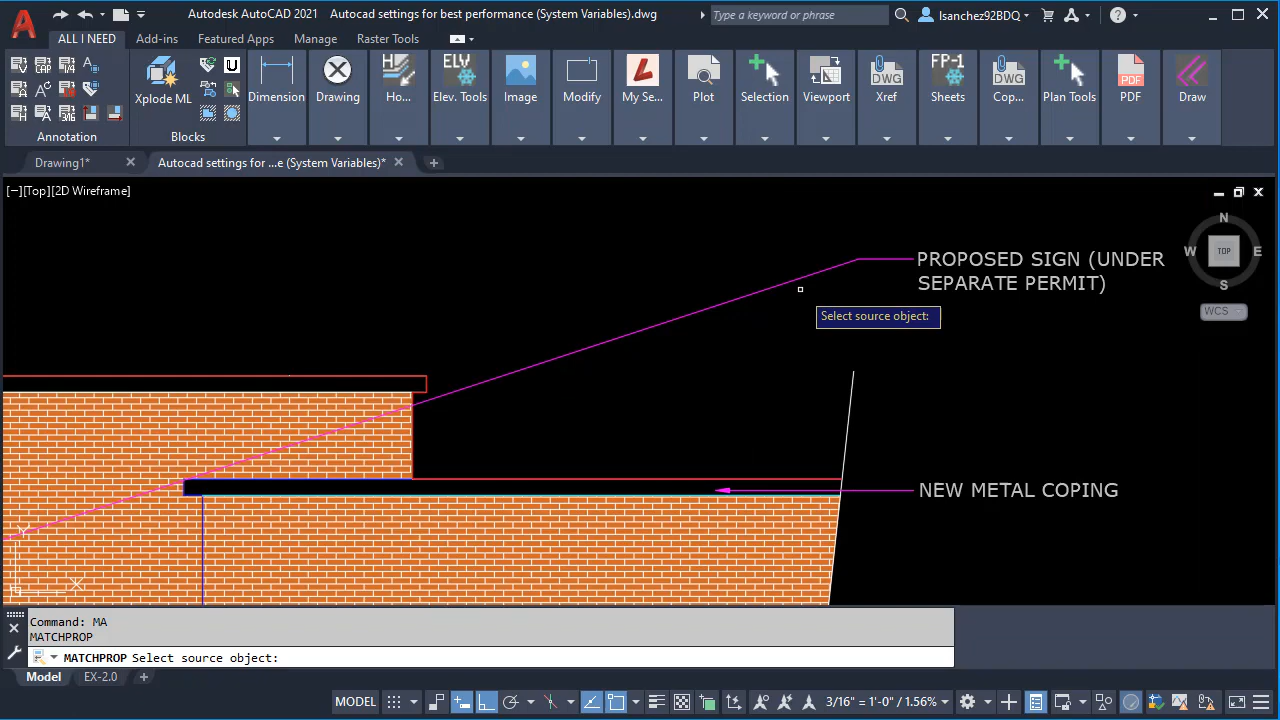 Autodesk AutoCAD 2021 Autocad settings for best performance (System Variables).dwg
Type a keyword or phrase
lsanchez92BDQ
ALL I NEED
Add-ins
Featured Apps
Manage
Raster Tools
Xplode ML
Dimension
Drawing
Ho...
ELV
Elev. Tools
Image
Modify
My Se...
Plot
Selection
Viewport
DWG
Xref
FP-1
Sheets
DWG
Cop...
Plan Tools
PDF
PDF
Draw
Annotation
Blocks
Drawing1*
Autocad settings for ...e (System Variables)*
[−][Top][2D Wireframe]
N
W
TOP
E
S
WCS
PROPOSED SIGN (UNDER
SEPARATE PERMIT)
Select source object:
NEW METAL COPING
Y
X
Command: MA
MATCHPROP
MATCHPROP Select source object:
Model
EX-2.0
MODEL
3/16" = 1'-0" / 1.56%